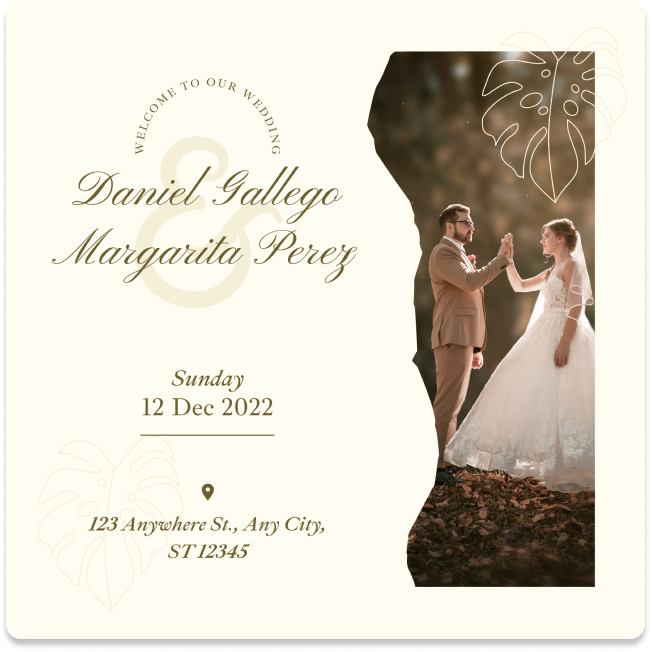 WELCOME TO OUR WEDDING
&
Daniel Gallego
Margarita Perez
Sunday
12 Dec 2022
123 Anywhere St., Any City,
ST 12345